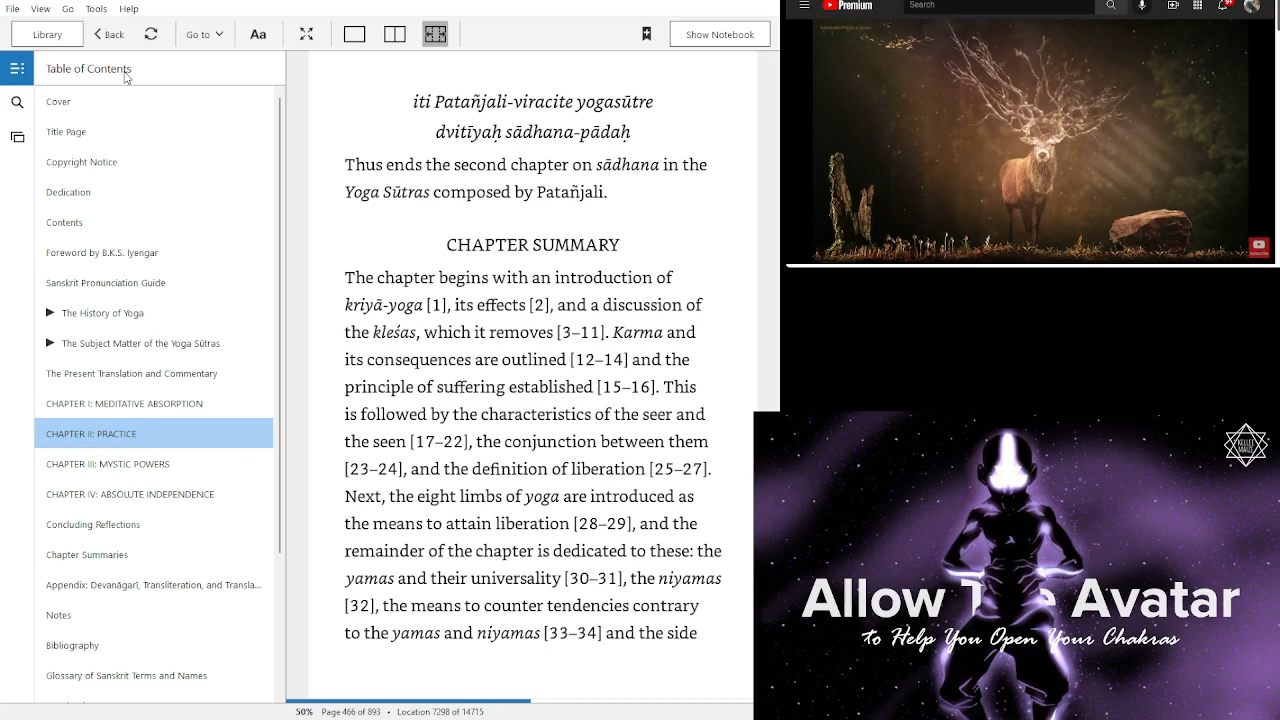 File View Go Tools Help
Library Back Go to Aa Show Notebook
Table of Contents
Cover
Title Page
Copyright Notice
Dedication
Contents
Foreword by B.K.S. Iyengar
Sanskrit Pronunciation Guide
The History of Yoga
The Subject Matter of the Yoga Sūtras
The Present Translation and Commentary
CHAPTER I: MEDITATIVE ABSORPTION
CHAPTER II: PRACTICE
CHAPTER III: MYSTIC POWERS
CHAPTER IV: ABSOLUTE INDEPENDENCE
Concluding Reflections
Chapter Summaries
Appendix: Devanāgarī, Transliteration, and Transla...
Notes
Bibliography
Glossary of Sanskrit Terms and Names
iti Patañjali-viracite yogasūtre
dvitīyaḥ sādhana-pādaḥ
Thus ends the second chapter on sādhana in the
Yoga Sūtras composed by Patañjali.
CHAPTER SUMMARY
The chapter begins with an introduction of
kriyā-yoga [1], its effects [2], and a discussion of
the kleśas, which it removes [3–11]. Karma and
its consequences are outlined [12–14] and the
principle of suffering established [15–16]. This
is followed by the characteristics of the seer and
the seen [17–22], the conjunction between them
[23–24], and the definition of liberation [25–27].
Next, the eight limbs of yoga are introduced as
the means to attain liberation [28–29], and the
remainder of the chapter is dedicated to these: the
yamas and their universality [30–31], the niyamas
[32], the means to counter tendencies contrary
to the yamas and niyamas [33–34] and the side
50% Page 466 of 893 • Location 7298 of 14715
Premium Search 9+
Subscribe
Allow T e Avatar
to Help You Open Your Chakras